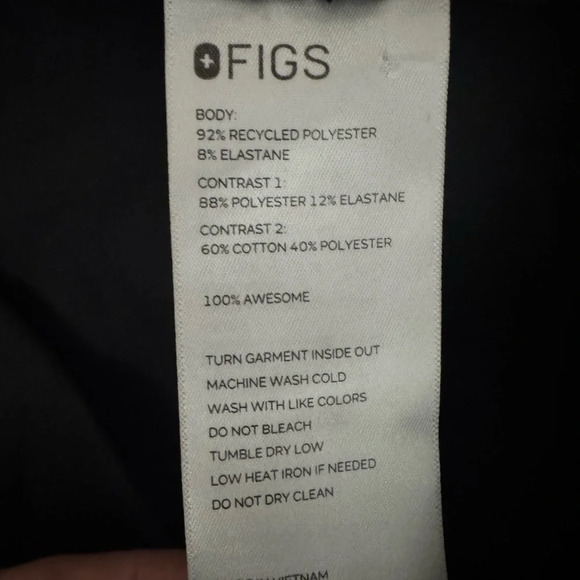 FIGS
BODY:
92% RECYCLED POLYESTER
8% ELASTANE
CONTRAST 1:
88% POLYESTER 12% ELASTANE
CONTRAST 2:
60% COTTON 40% POLYESTER
100% AWESOME
TURN GARMENT INSIDE OUT
MACHINE WASH COLD
WASH WITH LIKE COLORS
DO NOT BLEACH
TUMBLE DRY LOW
LOW HEAT IRON IF NEEDED
DO NOT DRY CLEAN
IN VIETNAM